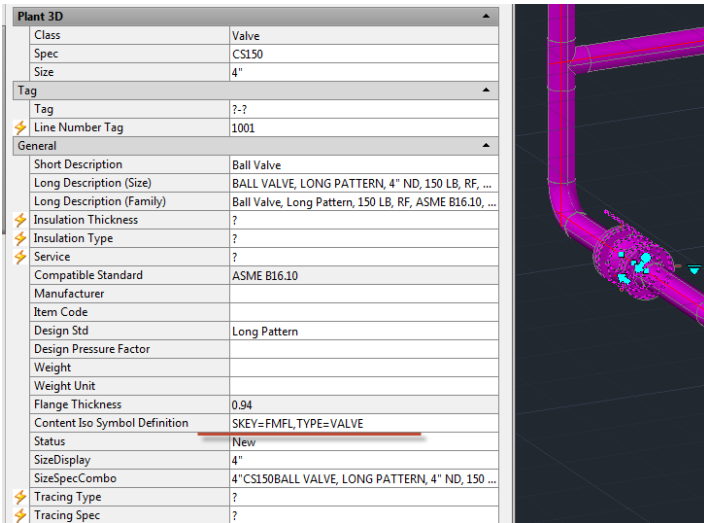 Plant 3D
Class Valve
Spec CS150
Size 4"
Tag
Tag ?-?
Line Number Tag 1001
General
Short Description Ball Valve
Long Description (Size) BALL VALVE, LONG PATTERN, 4" ND, 150 LB, RF, ...
Long Description (Family) Ball Valve, Long Pattern, 150 LB, RF, ASME B16.10, ...
Insulation Thickness ?
Insulation Type ?
Service ?
Compatible Standard ASME B16.10
Manufacturer
Item Code
Design Std Long Pattern
Design Pressure Factor
Weight
Weight Unit
Flange Thickness 0.94
Content Iso Symbol Definition SKEY=FMFL,TYPE=VALVE
Status New
SizeDisplay 4"
SizeSpecCombo 4"CS150BALL VALVE, LONG PATTERN, 4" ND, 150 ...
Tracing Type ?
Tracing Spec ?